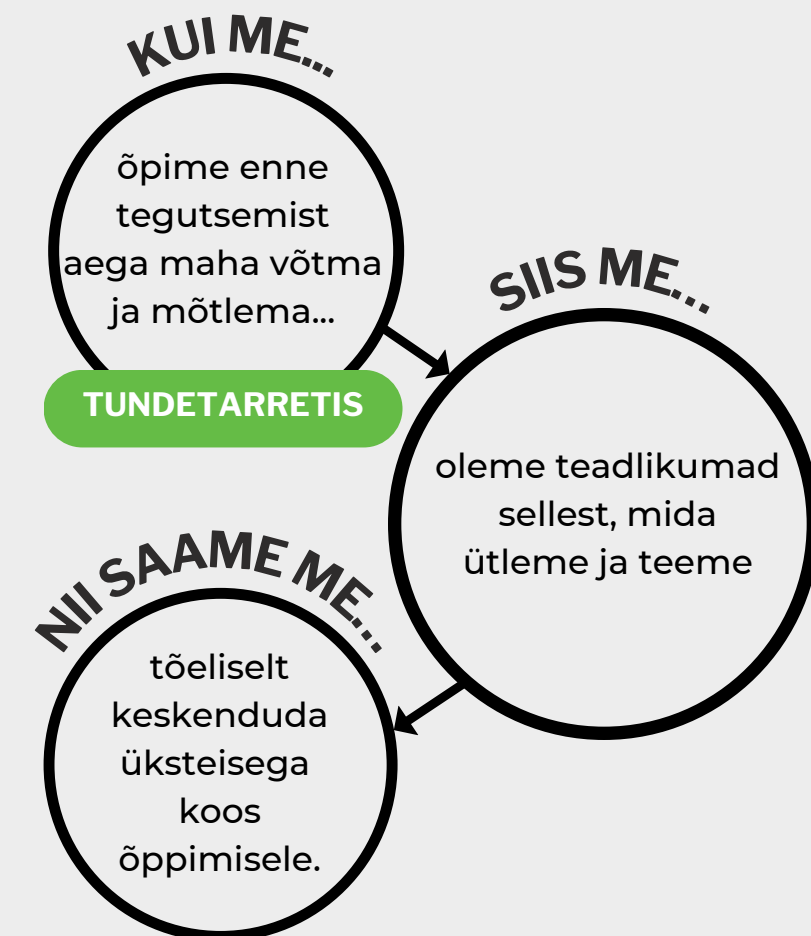 KUI ME...
õpime enne
tegutsemist
aega maha võtma
ja mõtlema...
TUNDETARRETIS
SIIS ME...
oleme teadlikumad
sellest, mida
ütleme ja teeme
NII SAAME ME...
tõeliselt
keskenduda
üksteisega
koos
õppimisele.